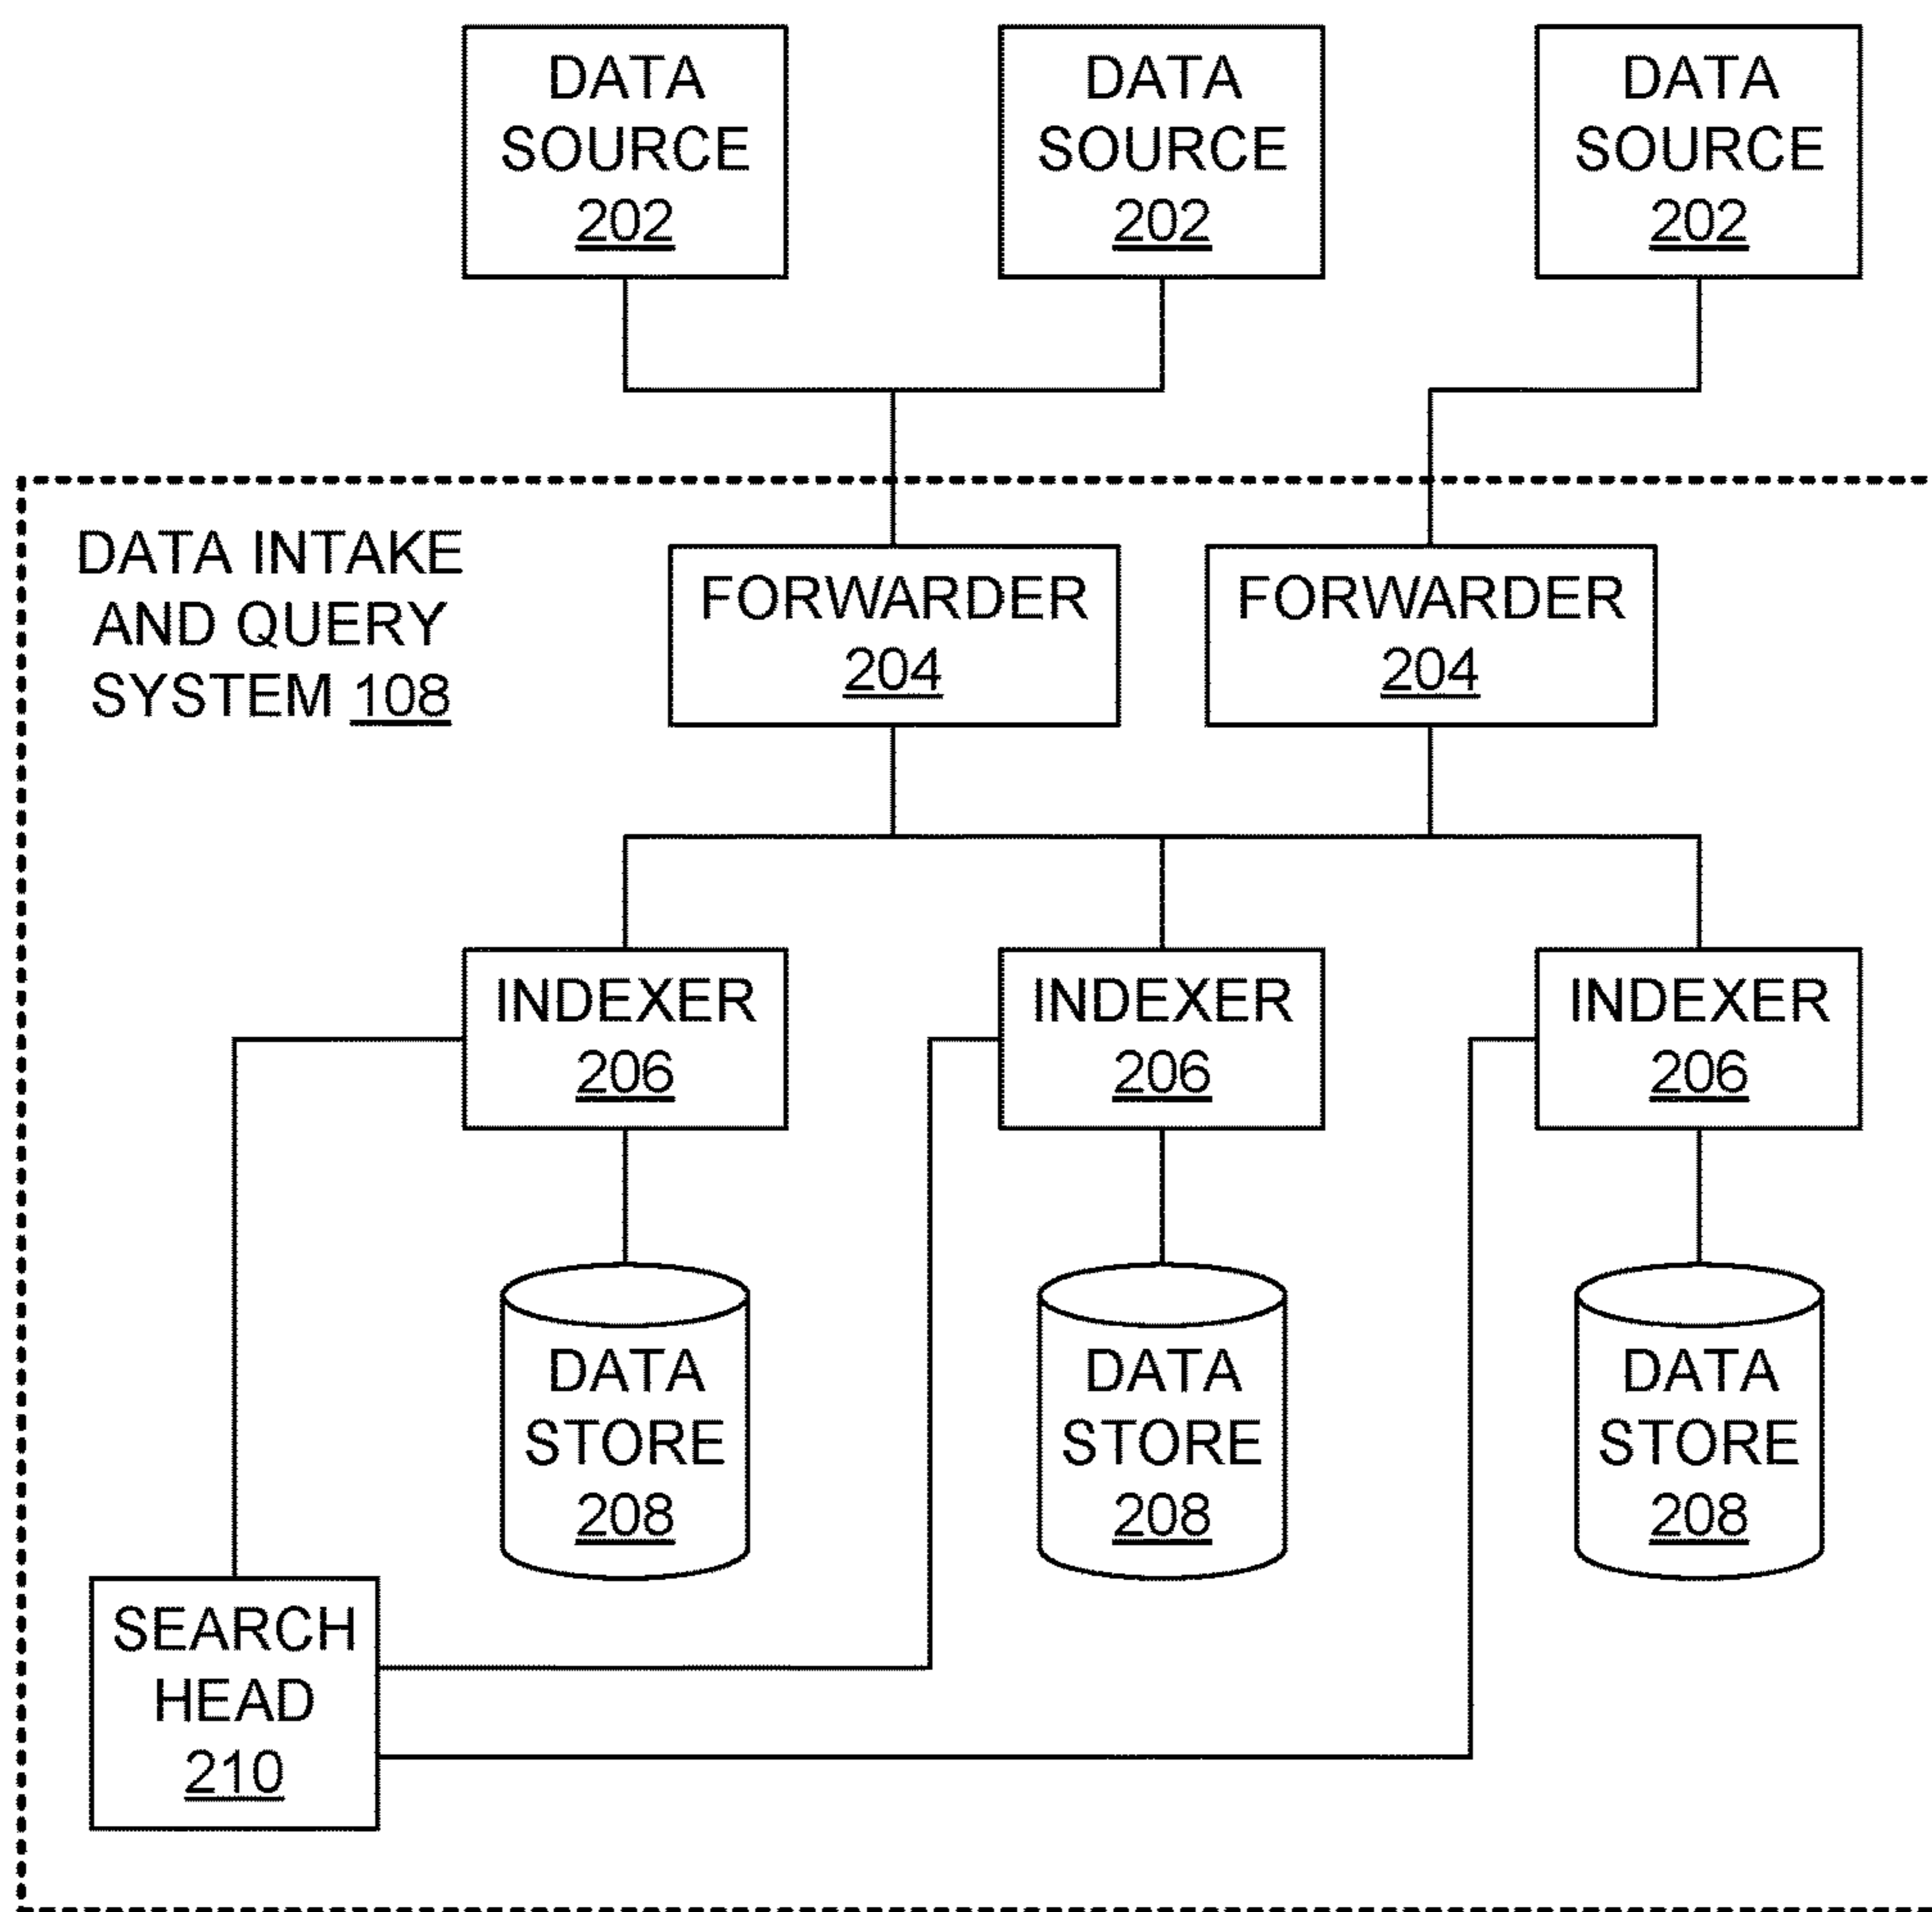 DATA
SOURCE
202
DATA
SOURCE
202
DATA
SOURCE
202
DATA INTAKE
AND QUERY
SYSTEM 108
FORWARDER
204
FORWARDER
204
INDEXER
206
INDEXER
206
INDEXER
206
DATA
STORE
208
DATA
STORE
208
DATA
STORE
208
SEARCH
HEAD
210